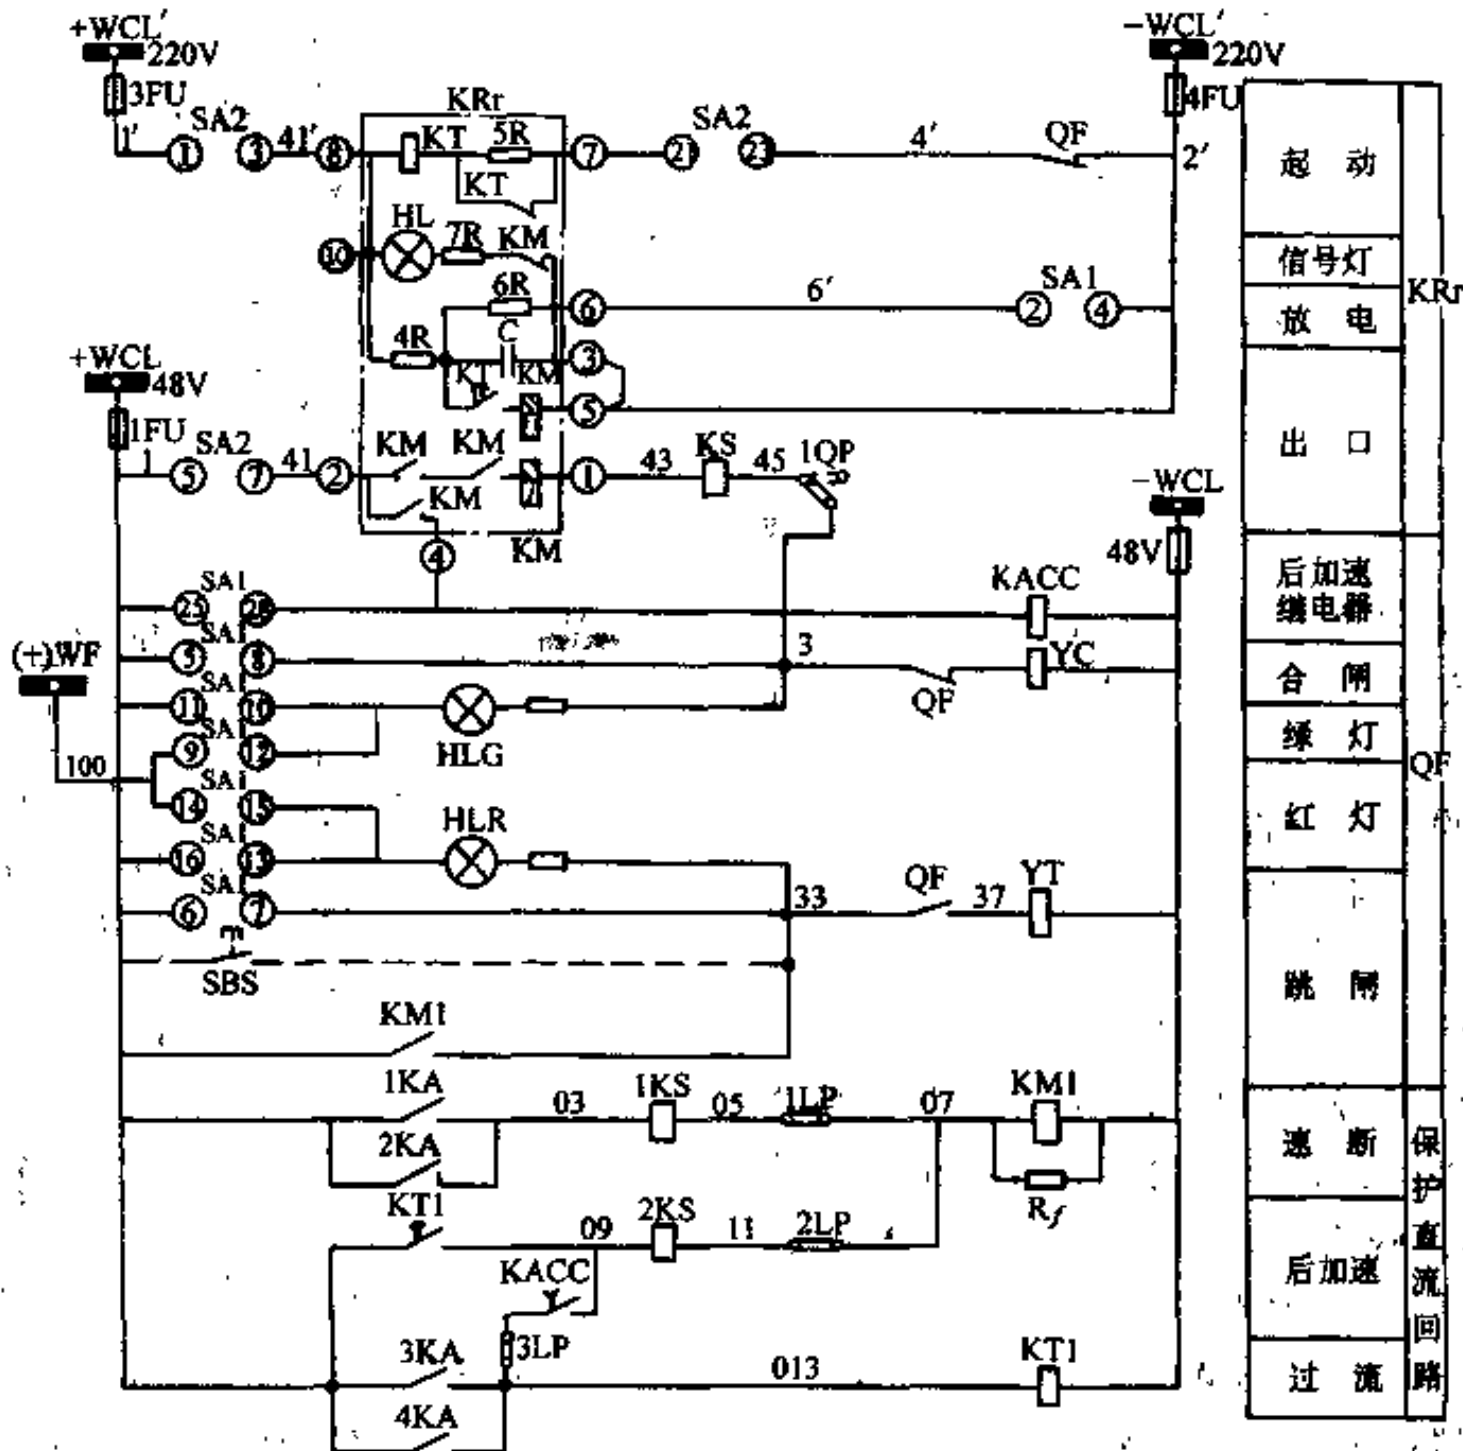 +WCL′ −WCL′
220V 220V
3FU KRr 4FU
1′ SA2 41′ KT 5R SA2 4′ QF 2′ 起动
① ③ ⑧ ⑦ ㉑ ㉓
KT
HL 7R KM 信号灯
⑩
6R ⑥ 6′ SA1 ② ④ 放电 KRr
4R C ③
+WCL KT KM
48V ⑤
1FU 出口
1 SA2 41 KM KM 43 KS 45 1QP
⑤ ⑦ ② ①
KM −WCL
④ KM 48V
SA1 KACC 后加速
㉕ 继电器
SA1
(+)WF ⑤ ⑧ 3 QF YC 合闸
SA1
⑪ ⑩ HLG 绿灯
SA1
⑨ ⑫
100 QF
SA1
⑭ ⑮ HLR 红灯
SA1
⑯ ⑬
SA1
⑥ ⑦ 33 QF 37 YT
SBS 跳闸
KM1
1KA 03 1KS 05 1LP 07 KM1
2KA 速断
KT1 09 2KS 11 2LP Rf
KACC 后加速
3LP
3KA 013 KT1 过流
4KA
保护直流回路